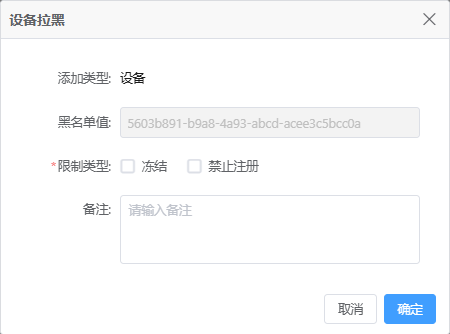 设备拉黑
添加类型: 设备
黑名单值: 5603b891-b9a8-4a93-abcd-acee3c5bcc0a
*限制类型: 冻结 禁止注册
备注: 请输入备注
取消 确定